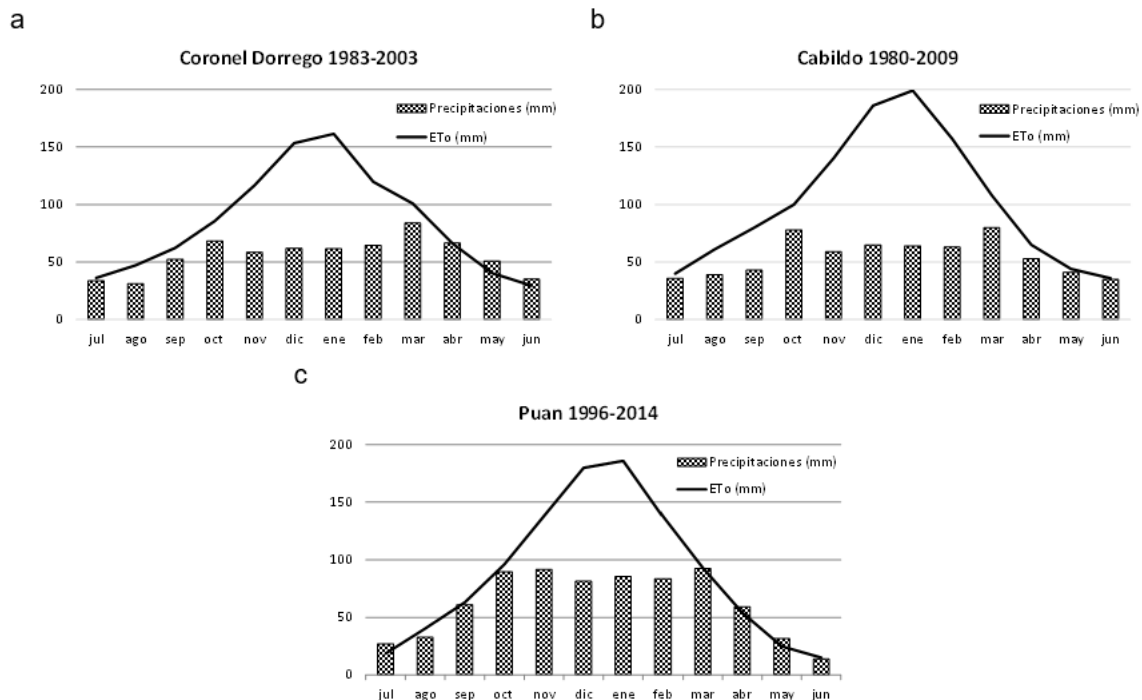 a
Coronel Dorrego 1983-2003
200
150
100
50
0
Precipitaciones (mm)
ETo (mm)
jul ago sep oct nov dic ene feb mar abr may jun
b
Cabildo 1980-2009
200
150
100
50
0
Precipitaciones (mm)
ETo (mm)
jul ago sep oct nov dic ene feb mar abr may jun
c
Puan 1996-2014
200
150
100
50
0
Precipitaciones (mm)
ETo (mm)
jul ago sep oct nov dic ene feb mar abr may jun